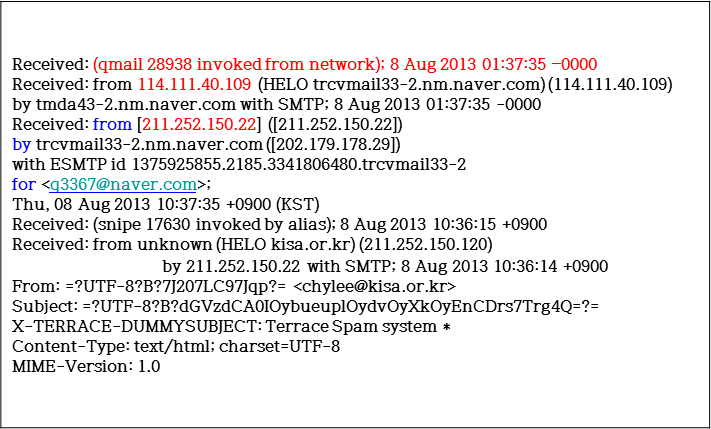 Received: (qmail 28938 invoked from network); 8 Aug 2013 01:37:35 -0000
Received: from 114.111.40.109 (HELO trcvmail33-2.nm.naver.com) (114.111.40.109)
by tmda43-2.nm.naver.com with SMTP; 8 Aug 2013 01:37:35 -0000
Received: from [211.252.150.22] ([211.252.150.22])
by trcvmail33-2.nm.naver.com ([202.179.178.29])
with ESMTP id 1375925855.2185.3341806480.trcvmail33-2
for <q3367@naver.com>;
Thu, 08 Aug 2013 10:37:35 +0900 (KST)
Received: (snipe 17630 invoked by alias); 8 Aug 2013 10:36:15 +0900
Received: from unknown (HELO kisa.or.kr) (211.252.150.120)
by 211.252.150.22 with SMTP; 8 Aug 2013 10:36:14 +0900
From: =?UTF-8?B?7J207LC97Jqp?= <chylee@kisa.or.kr>
Subject: =?UTF-8?B?dGVzdCA0IOybueuplOydvOyXkOyEnCDrs7Trg4Q=?=
X-TERRACE-DUMMYSUBJECT: Terrace Spam system *
Content-Type: text/html; charset=UTF-8
MIME-Version: 1.0